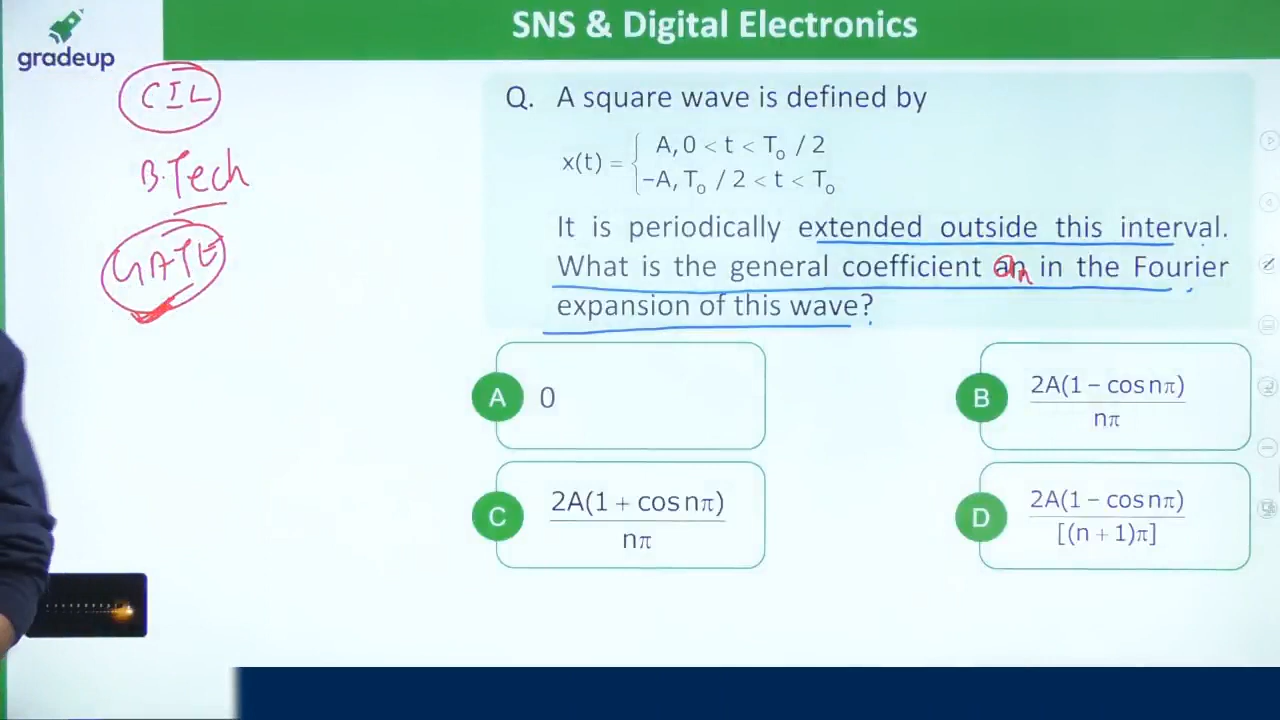 SNS & Digital Electronics
gradeup
CIL
B.Tech
GATE
Q. A square wave is defined by
x(t) = { A, 0 < t < T₀ / 2
−A, T₀ / 2 < t < T₀
It is periodically extended outside this interval.
What is the general coefficient an in the Fourier
expansion of this wave?
A 0
B 2A(1 − cos nπ)
nπ
C 2A(1 + cos nπ)
nπ
D 2A(1 − cos nπ)
[(n + 1)π]